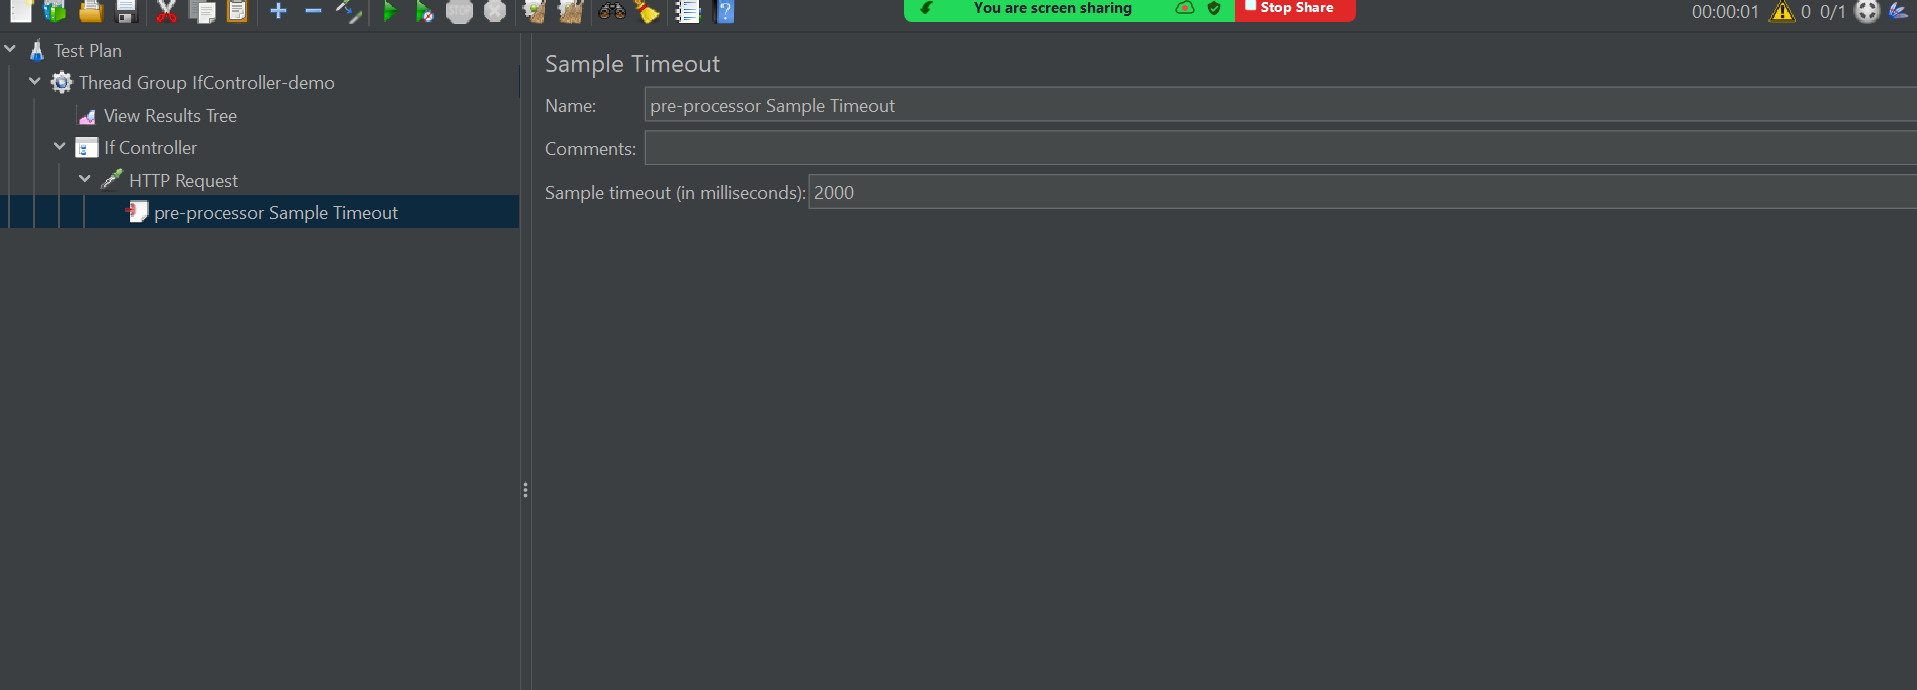 You are screen sharing
Stop Share
00:00:01
0 0/1
Test Plan
Thread Group IfController-demo
View Results Tree
If Controller
HTTP Request
pre-processor Sample Timeout
Sample Timeout
Name: pre-processor Sample Timeout
Comments:
Sample timeout (in milliseconds): 2000